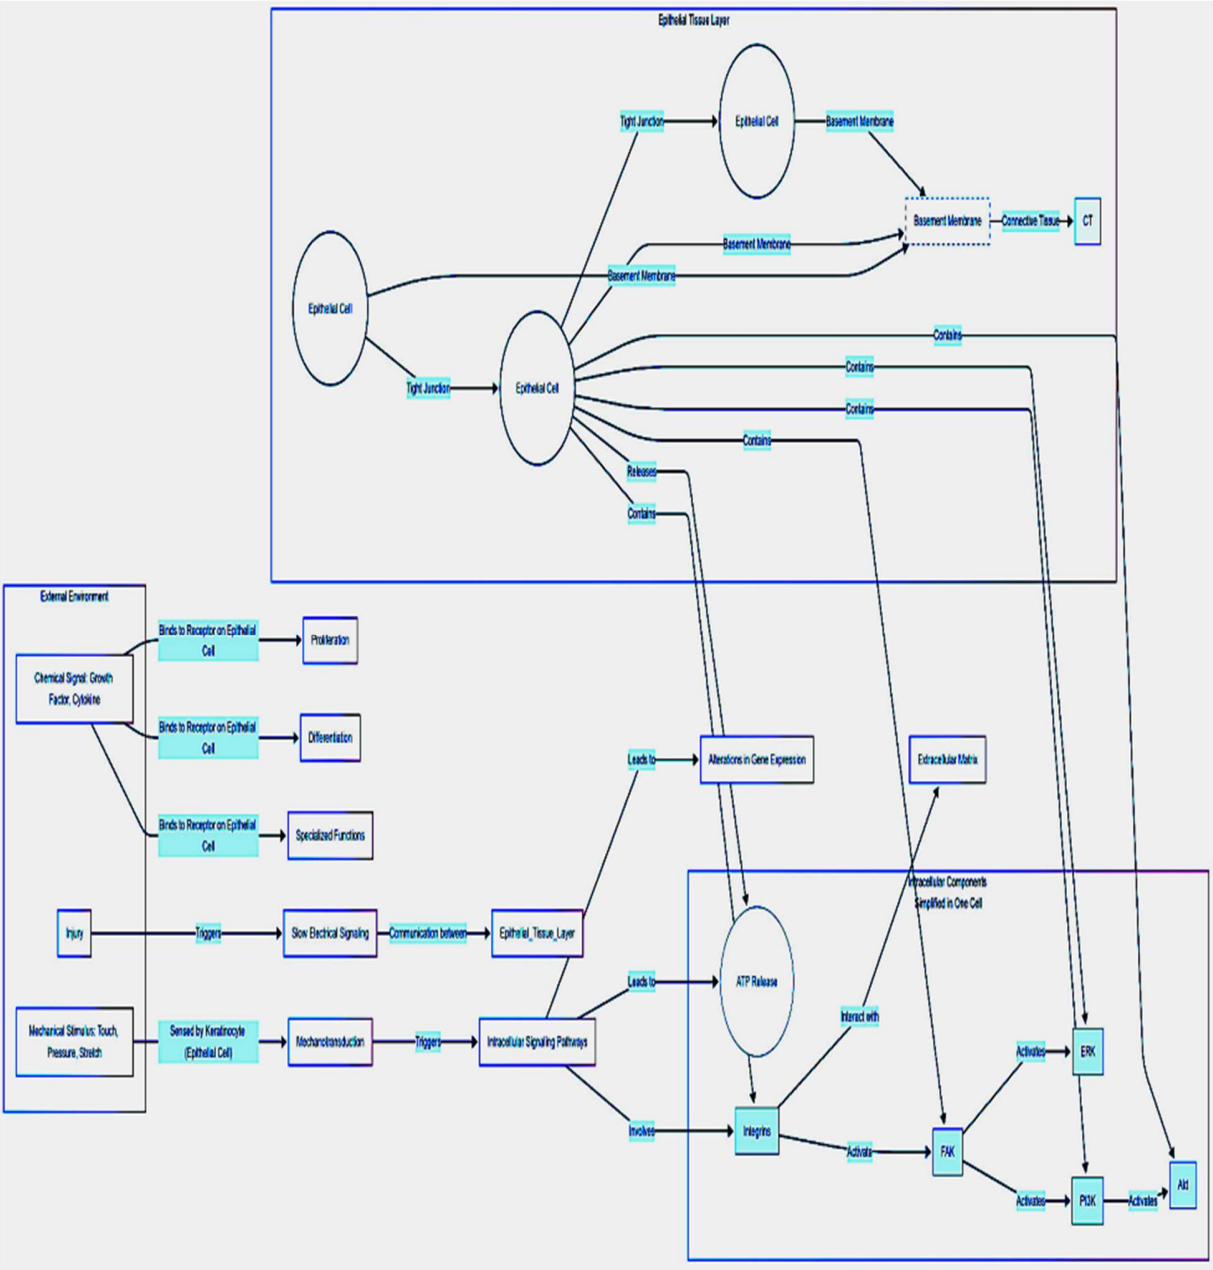 Epithelial Tissue Layer
Tight Junction
Epithelial Cell
Basement Membrane
Basement Membrane
Connective Tissue
CT
Basement Membrane
Basement Membrane
Epithelial Cell
Contains
Contains
Tight Junction
Epithelial Cell
Contains
Contains
Releases
Contains
External Environment
Binds to Receptor on Epithelial
Cell
Proliferation
Chemical Signal: Growth
Factor, Cytokine
Binds to Receptor on Epithelial
Cell
Differentiation
Leads to
Alterations in Gene Expression
Extracellular Matrix
Binds to Receptor on Epithelial
Cell
Specialized Functions
Intracellular Components
Simplified in One Cell
Injury
Triggers
Slow Electrical Signaling
Communication between
Epithelial_Tissue_Layer
Leads to
ATP Release
Interact with
Mechanical Stimulus: Touch,
Pressure, Stretch
Sensed by Keratinocyte
(Epithelial Cell)
Mechanotransduction
Triggers
Intracellular Signaling Pathways
Activates
ERK
Involves
Integrins
Activate
FAK
Activates
PI3K
Activates
Akt